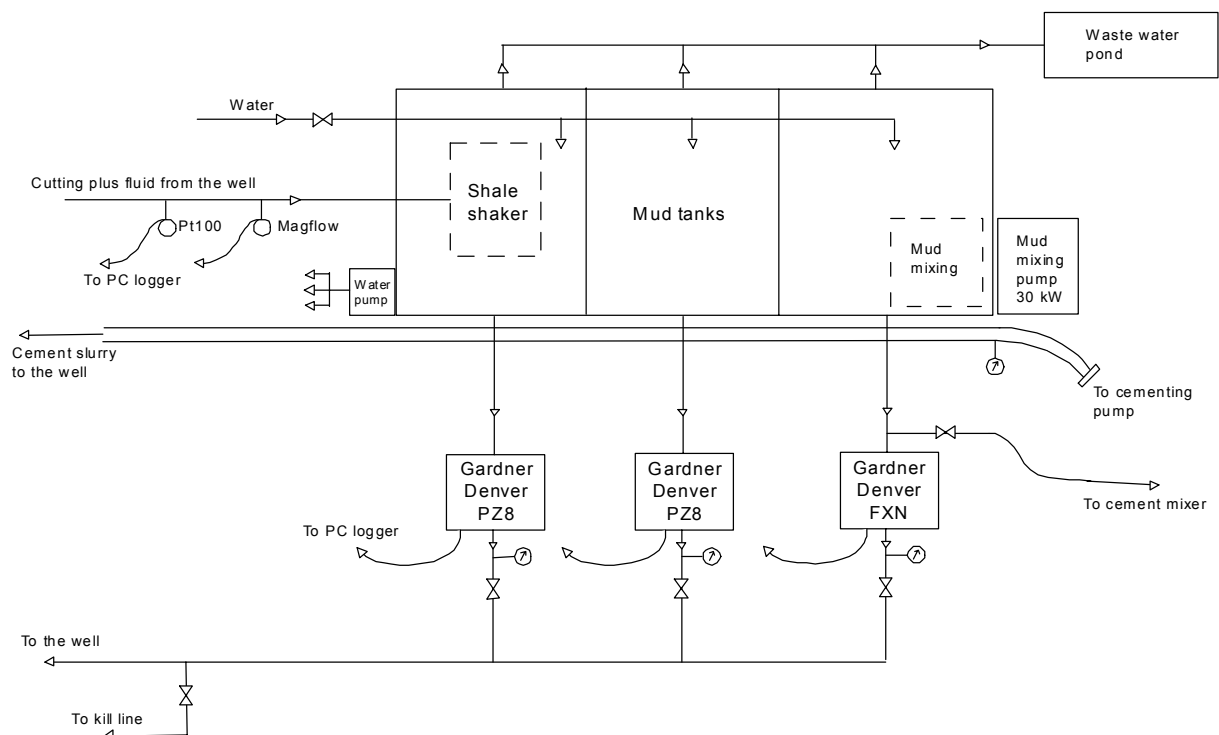 Waste water
pond
Water
Cutting plus fluid from the well
Shale
shaker
Mud tanks
Pt100
Magflow
Mud
mixing
Mud
mixing
pump
30 kW
To PC logger
Water
pump
Cement slurry
to the well
To cementing
pump
Gardner
Denver
PZ8
Gardner
Denver
PZ8
Gardner
Denver
FXN
To cement mixer
To PC logger
To the well
To kill line